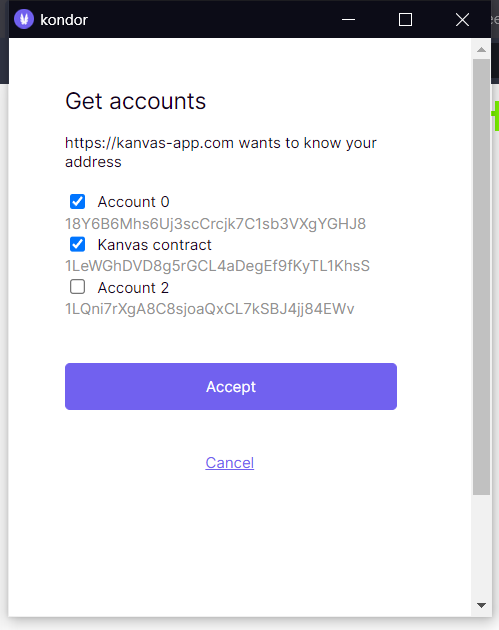 kondor
Get accounts
https://kanvas-app.com wants to know your
address
Account 0
18Y6B6Mhs6Uj3scCrcjk7C1sb3VXgYGHJ8
Kanvas contract
1LeWGhDVD8g5rGCL4aDegEf9fKyTL1KhsS
Account 2
1LQni7rXgA8C8sjoaQxCL7kSBJ4jj84EWv
Accept
Cancel